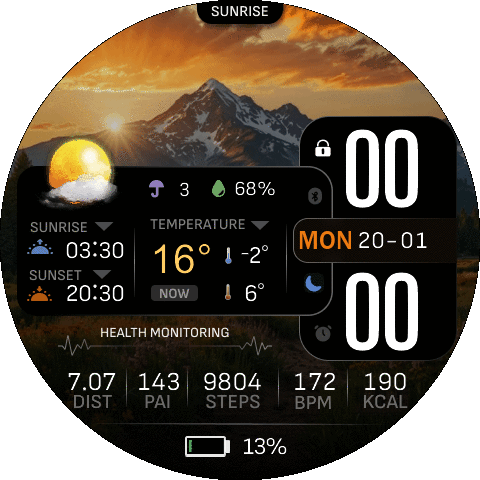 SUNRISE
00
3 68%
MON 20-01
SUNRISE
03:30
SUNSET
20:30
TEMPERATURE
16° -2°
NOW 6°
00
HEALTH MONITORING
7.07 143 9804 172 190
DIST PAI STEPS BPM KCAL
13%